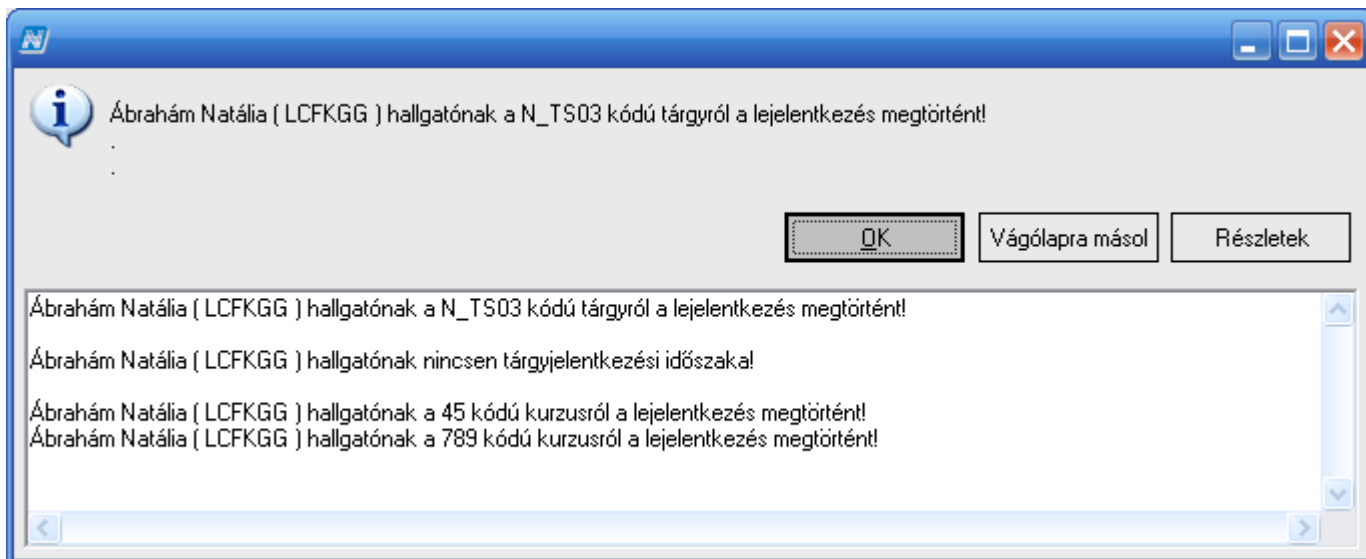 Ábrahám Natália ( LCFKGG ) hallgatónak a N_TS03 kódú tárgyról a lejelentkezés megtörtént!
.
.
OK
Vágólapra másol
Részletek
Ábrahám Natália ( LCFKGG ) hallgatónak a N_TS03 kódú tárgyról a lejelentkezés megtörtént!
Ábrahám Natália ( LCFKGG ) hallgatónak nincsen tárgyjelentkezési időszaka!
Ábrahám Natália ( LCFKGG ) hallgatónak a 45 kódú kurzusról a lejelentkezés megtörtént!
Ábrahám Natália ( LCFKGG ) hallgatónak a 789 kódú kurzusról a lejelentkezés megtörtént!